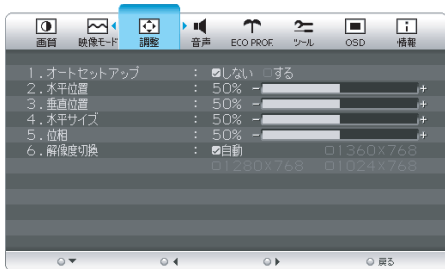 画質 映像モード 調整 音声 ECO PROF. ツール OSD 情報
1.オートセットアップ : しない する
2.水平位置 : 50% - +
3.垂直位置 : 50% - +
4.水平サイズ : 50% - +
5.位相 : 50% - +
6.解像度切換 : 自動 1360X768
1280X768 1024X768
戻る